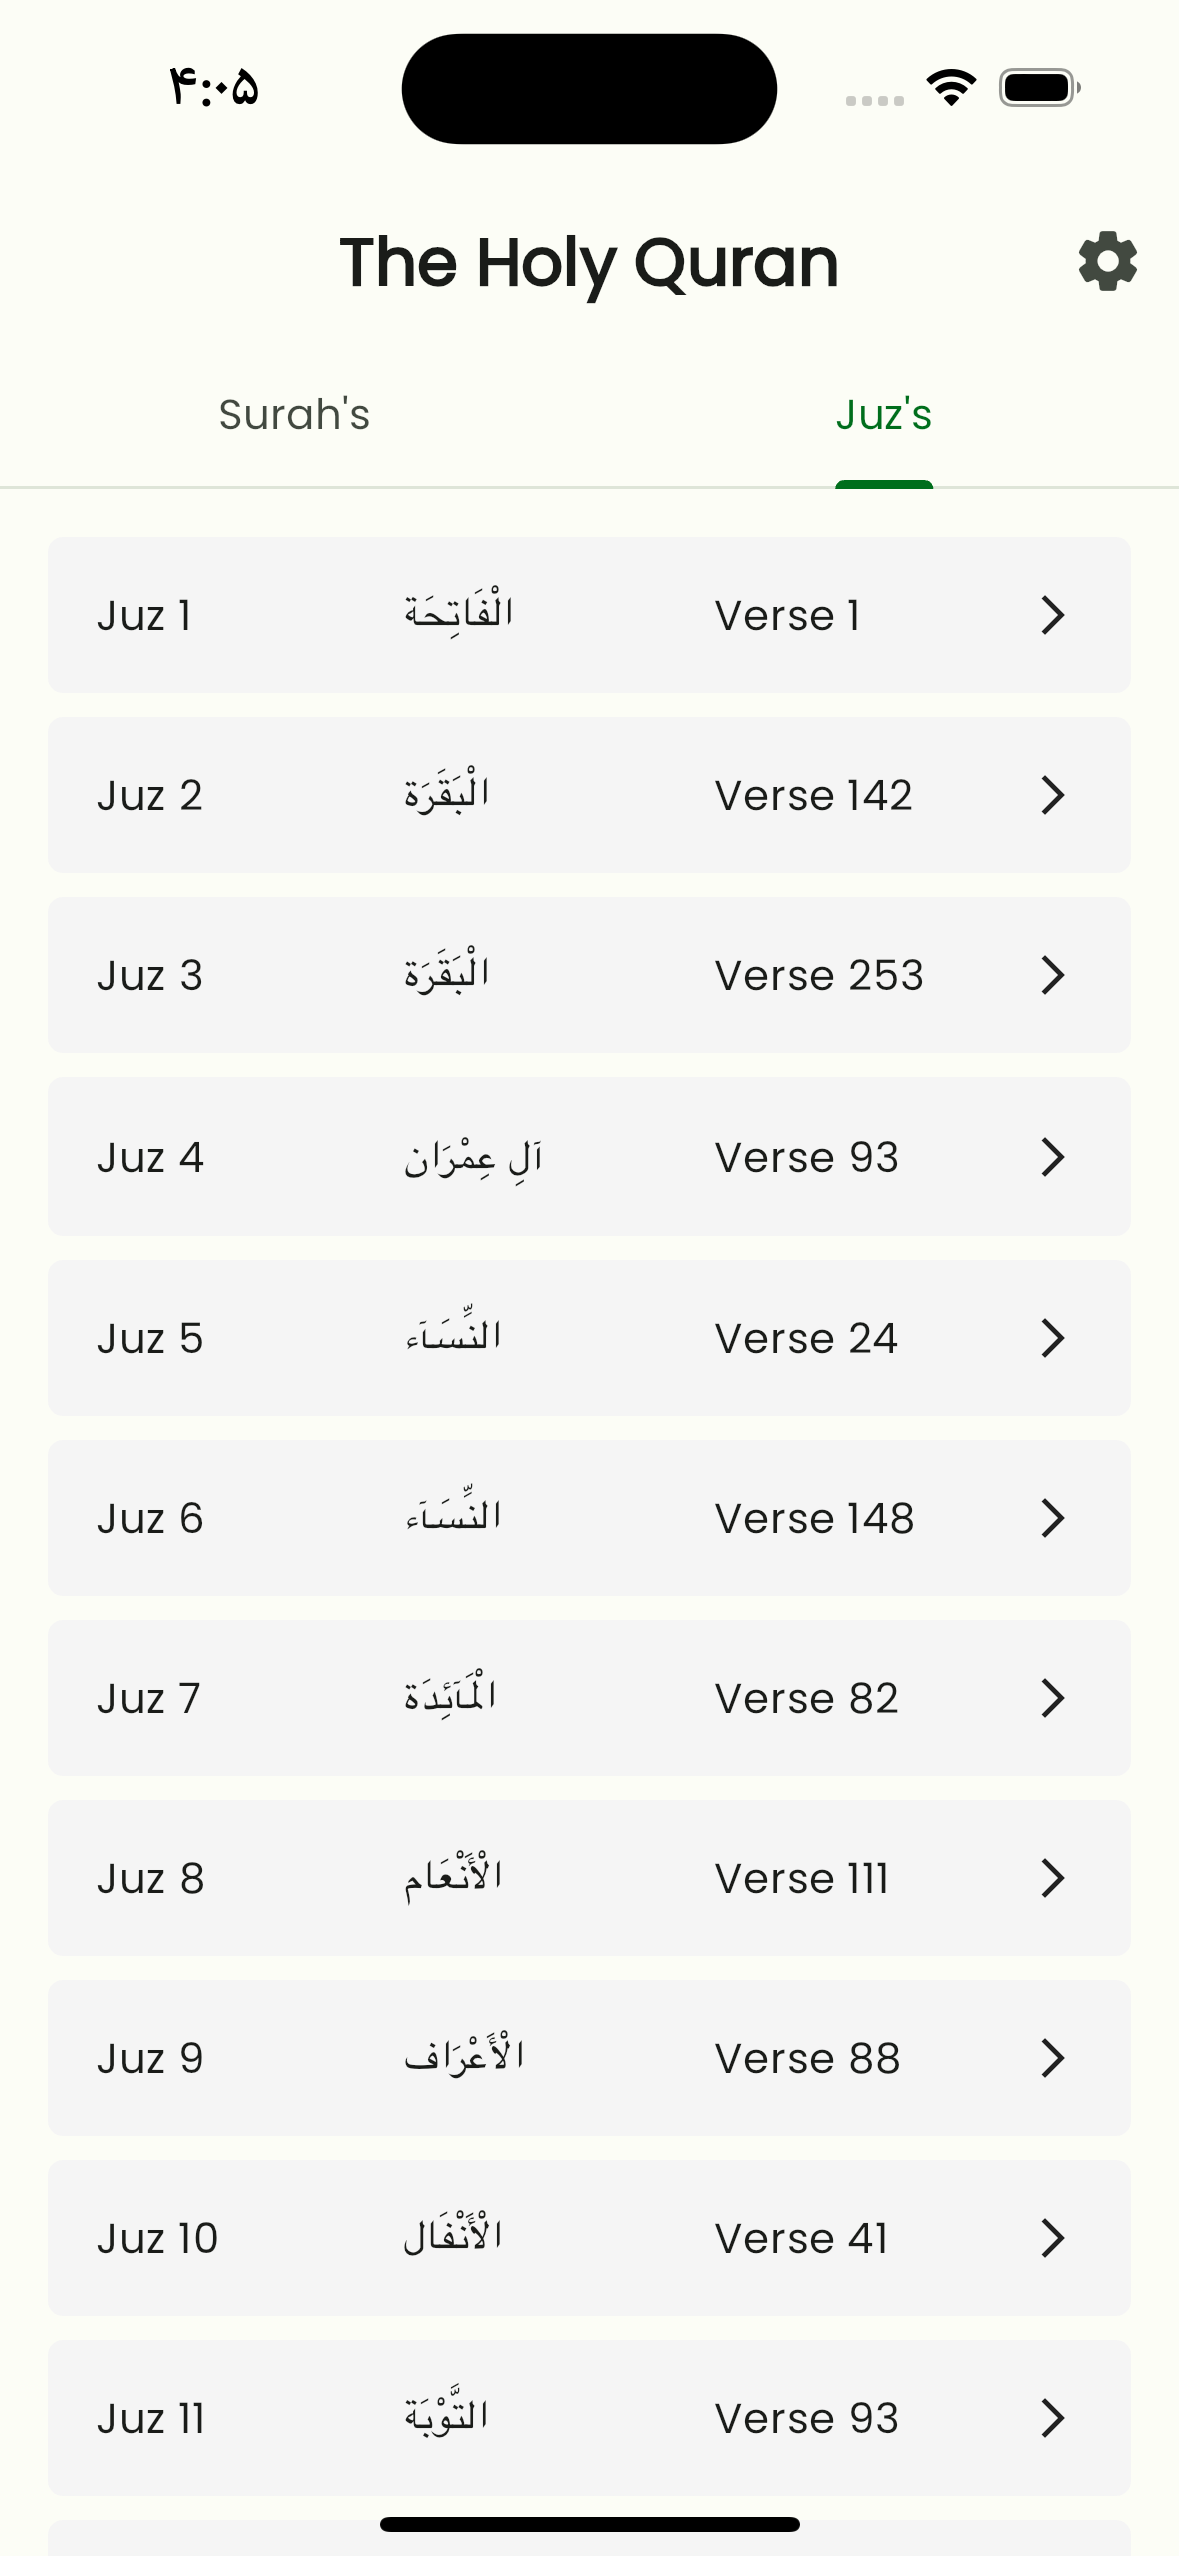 ۴:۰۵
The Holy Quran
Surah's Juz's
Juz 1 الْفَاتِحَة Verse 1
Juz 2 الْبَقَرَة Verse 142
Juz 3 الْبَقَرَة Verse 253
Juz 4 آلِ عِمْرَان Verse 93
Juz 5 النِّسَآء Verse 24
Juz 6 النِّسَآء Verse 148
Juz 7 الْمَآئِدَة Verse 82
Juz 8 الْأَنْعَام Verse 111
Juz 9 الْأَعْرَاف Verse 88
Juz 10 الْأَنْفَال Verse 41
Juz 11 التَّوْبَة Verse 93